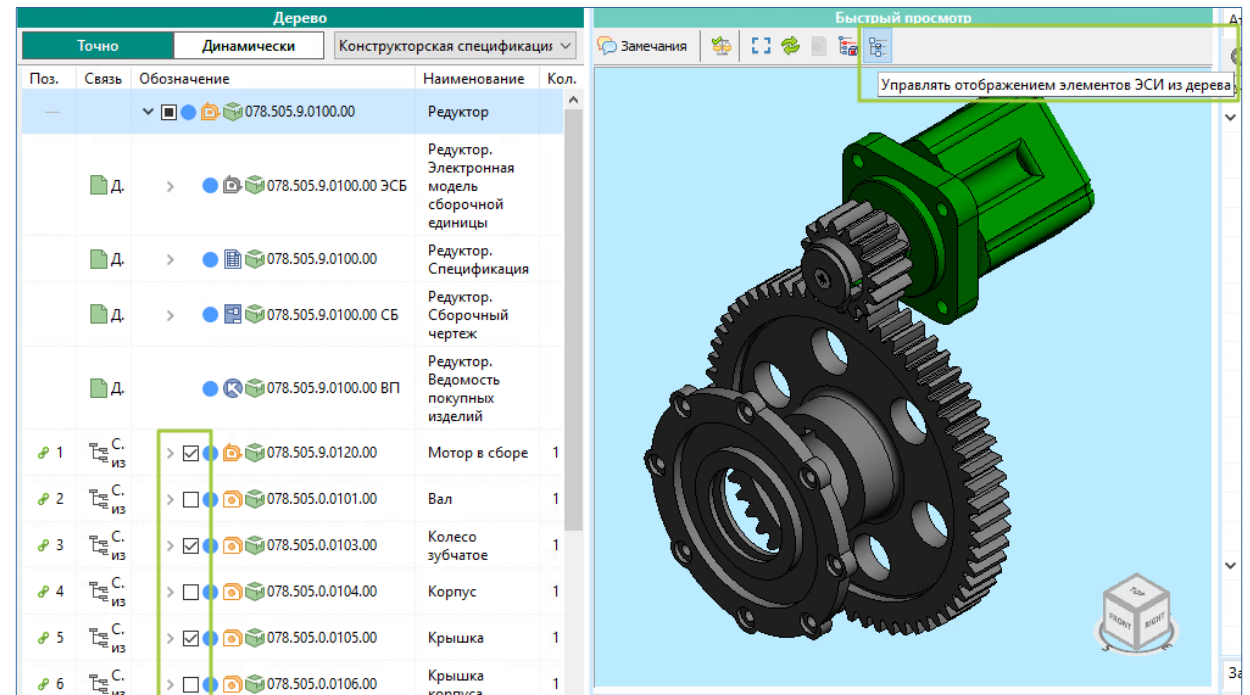 Дерево
Точно
Динамически
Конструкторская спецификация
Поз.
Связь
Обозначение
Наименование
Кол.
078.505.9.0100.00
Редуктор
Д.
078.505.9.0100.00 ЭСБ
Редуктор.
Электронная
модель
сборочной
единицы
Д.
078.505.9.0100.00
Редуктор.
Спецификация
Д.
078.505.9.0100.00 СБ
Редуктор.
Сборочный
чертеж
Д.
078.505.9.0100.00 ВП
Редуктор.
Ведомость
покупных
изделий
1
С.
из
078.505.9.0120.00
Мотор в сборе
1
2
С.
из
078.505.0.0101.00
Вал
1
3
С.
из
078.505.0.0103.00
Колесо
зубчатое
1
4
С.
из
078.505.0.0104.00
Корпус
1
5
С.
из
078.505.0.0105.00
Крышка
1
6
С.
из
078.505.0.0106.00
Крышка
корпуса
1
Быстрый просмотр
Замечания
Управлять отображением элементов ЭСИ из дерева
TOP
FRONT
RIGHT